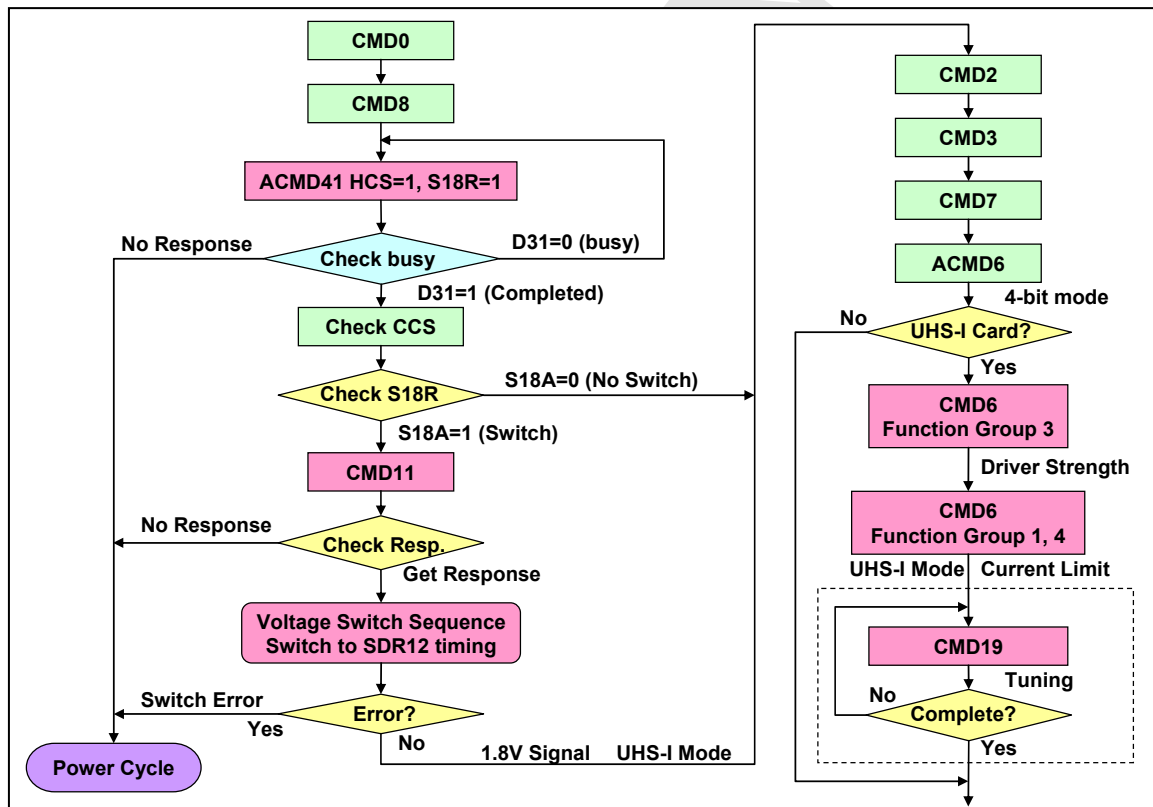 CMD0
CMD8
ACMD41 HCS=1, S18R=1
No Response
D31=0 (busy)
Check busy
D31=1 (Completed)
Check CCS
S18A=0 (No Switch)
Check S18R
S18A=1 (Switch)
CMD11
No Response
Check Resp.
Get Response
Voltage Switch Sequence
Switch to SDR12 timing
Switch Error
Error?
Yes
No
1.8V Signal UHS-I Mode
Power Cycle
CMD2
CMD3
CMD7
ACMD6
4-bit mode
No
UHS-I Card?
Yes
CMD6
Function Group 3
Driver Strength
CMD6
Function Group 1, 4
UHS-I Mode
Current Limit
CMD19
Tuning
No
Complete?
Yes